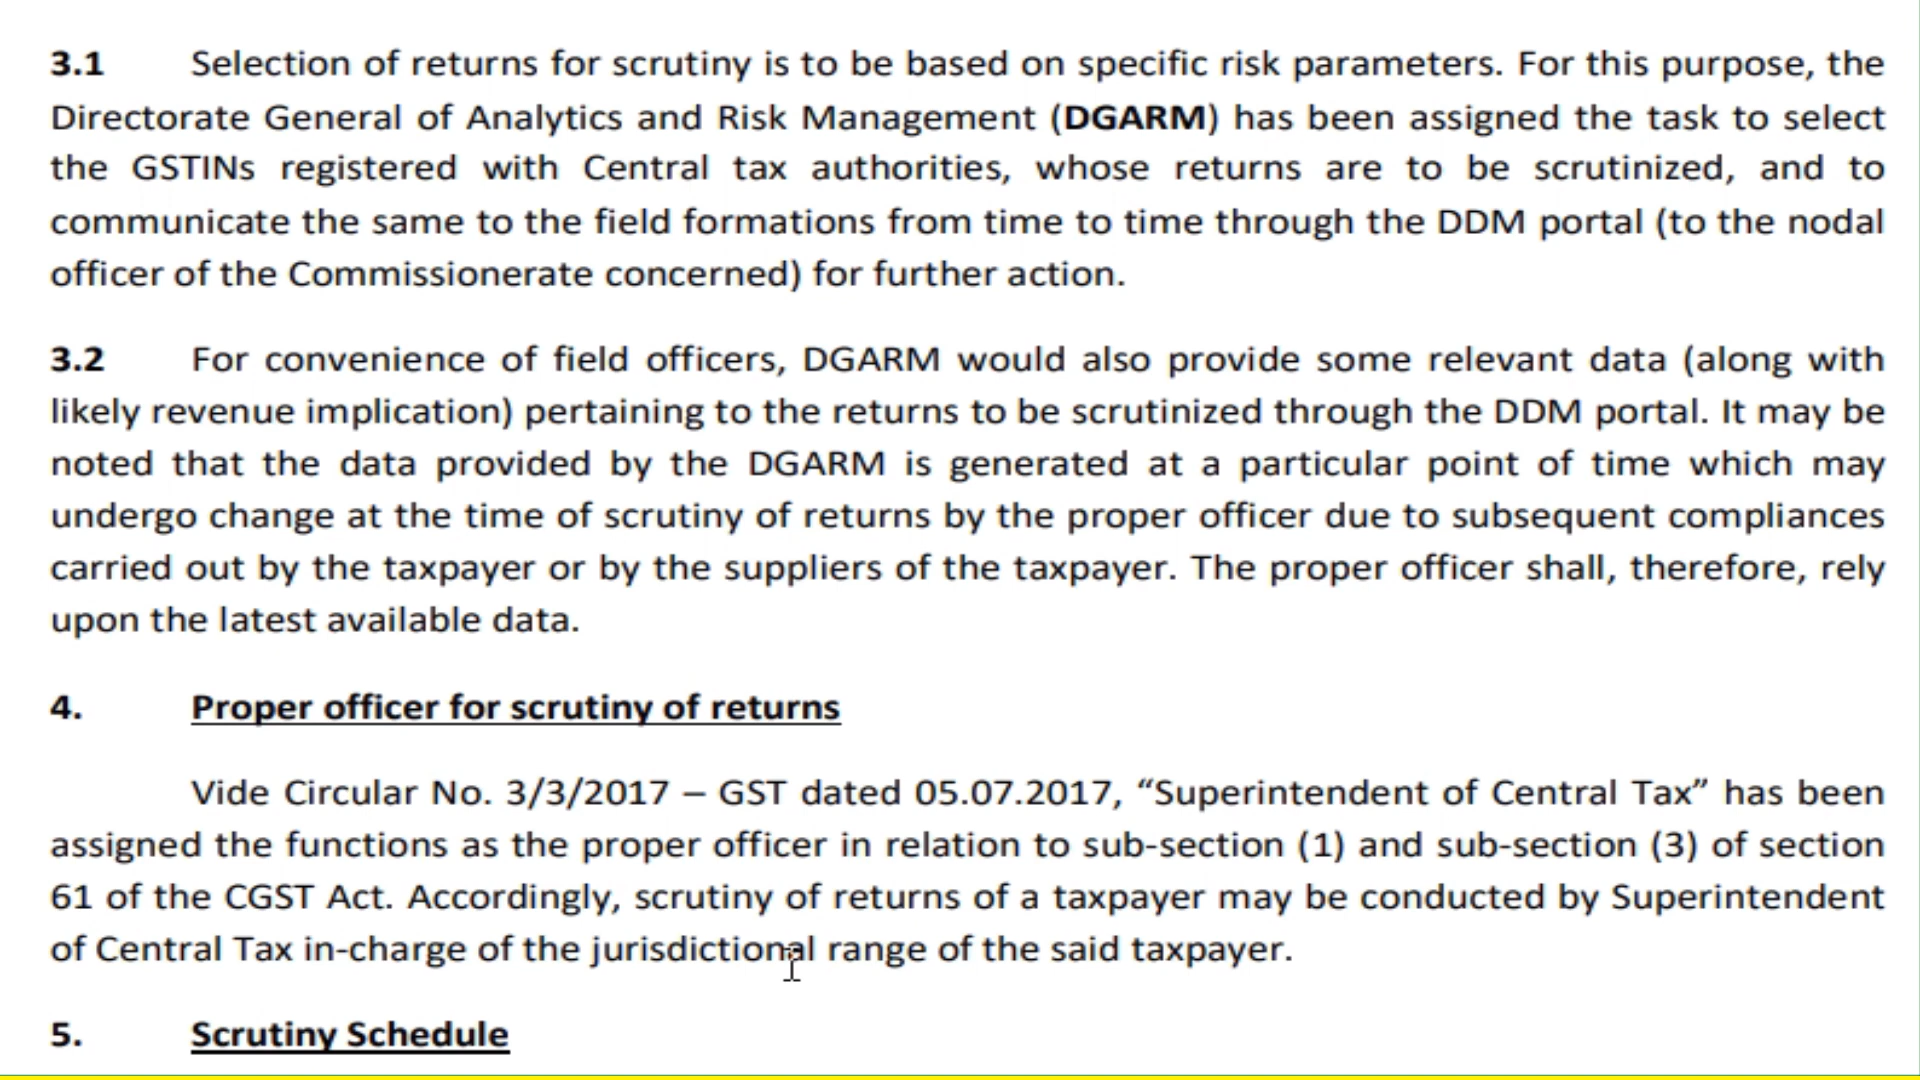 3.1 Selection of returns for scrutiny is to be based on specific risk parameters. For this purpose, the
Directorate General of Analytics and Risk Management (DGARM) has been assigned the task to select
the GSTINs registered with Central tax authorities, whose returns are to be scrutinized, and to
communicate the same to the field formations from time to time through the DDM portal (to the nodal
officer of the Commissionerate concerned) for further action.
3.2 For convenience of field officers, DGARM would also provide some relevant data (along with
likely revenue implication) pertaining to the returns to be scrutinized through the DDM portal. It may be
noted that the data provided by the DGARM is generated at a particular point of time which may
undergo change at the time of scrutiny of returns by the proper officer due to subsequent compliances
carried out by the taxpayer or by the suppliers of the taxpayer. The proper officer shall, therefore, rely
upon the latest available data.
4. Proper officer for scrutiny of returns
Vide Circular No. 3/3/2017 – GST dated 05.07.2017, “Superintendent of Central Tax” has been
assigned the functions as the proper officer in relation to sub-section (1) and sub-section (3) of section
61 of the CGST Act. Accordingly, scrutiny of returns of a taxpayer may be conducted by Superintendent
of Central Tax in-charge of the jurisdictional range of the said taxpayer.
5. Scrutiny Schedule